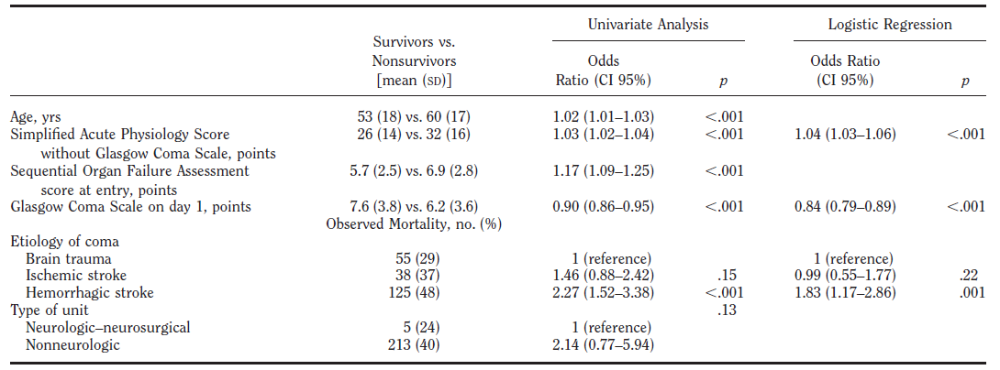 Univariate Analysis Logistic Regression
Survivors vs.
Nonsurvivors Odds Odds Ratio
[mean (SD)] Ratio (CI 95%) p (CI 95%) p
Age, yrs 53 (18) vs. 60 (17) 1.02 (1.01–1.03) <.001
Simplified Acute Physiology Score 26 (14) vs. 32 (16) 1.03 (1.02–1.04) <.001 1.04 (1.03–1.06) <.001
without Glasgow Coma Scale, points
Sequential Organ Failure Assessment 5.7 (2.5) vs. 6.9 (2.8) 1.17 (1.09–1.25) <.001
score at entry, points
Glasgow Coma Scale on day 1, points 7.6 (3.8) vs. 6.2 (3.6) 0.90 (0.86–0.95) <.001 0.84 (0.79–0.89) <.001
Observed Mortality, no. (%)
Etiology of coma
Brain trauma 55 (29) 1 (reference) 1 (reference)
Ischemic stroke 38 (37) 1.46 (0.88–2.42) .15 0.99 (0.55–1.77) .22
Hemorrhagic stroke 125 (48) 2.27 (1.52–3.38) <.001 1.83 (1.17–2.86) .001
Type of unit .13
Neurologic–neurosurgical 5 (24) 1 (reference)
Nonneurologic 213 (40) 2.14 (0.77–5.94)